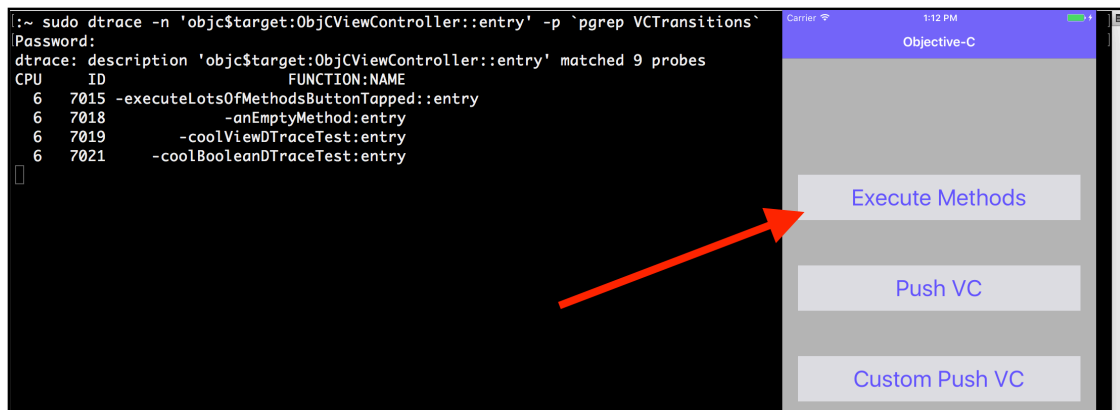 [:~ sudo dtrace -n 'objc$target:ObjCViewController::entry' -p `pgrep VCTransitions` ]
[Password: ]
dtrace: description 'objc$target:ObjCViewController::entry' matched 9 probes
CPU ID FUNCTION:NAME
6 7015 -executeLotsOfMethodsButtonTapped::entry
6 7018 -anEmptyMethod:entry
6 7019 -coolViewDTraceTest:entry
6 7021 -coolBooleanDTraceTest:entry
Carrier 1:12 PM
Objective-C
Execute Methods
Push VC
Custom Push VC